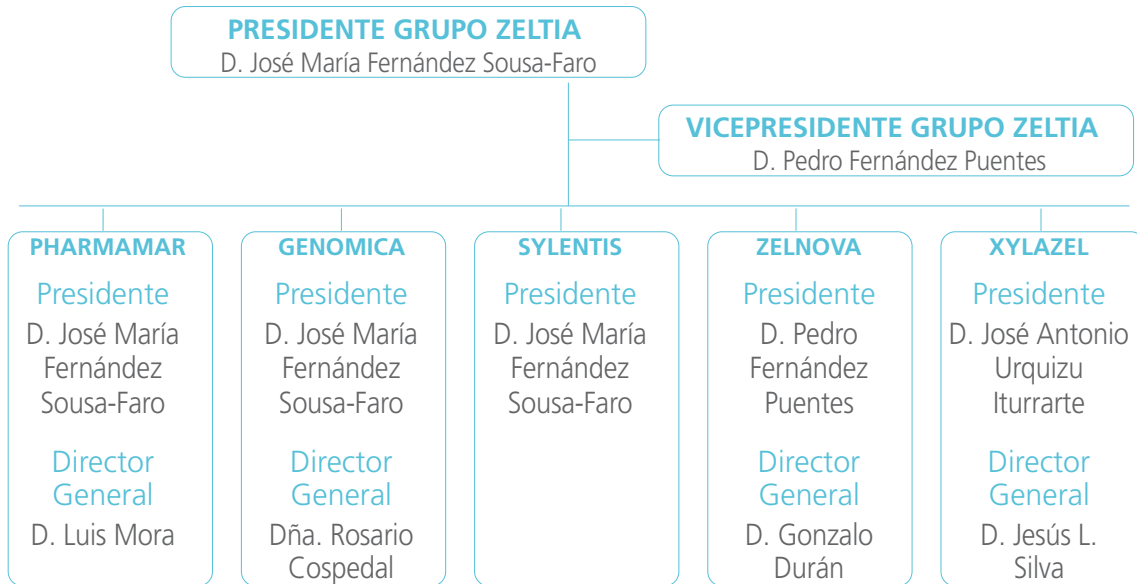 PRESIDENTE GRUPO ZELTIA
D. José María Fernández Sousa-Faro
VICEPRESIDENTE GRUPO ZELTIA
D. Pedro Fernández Puentes
PHARMAMAR
Presidente
D. José María
Fernández
Sousa-Faro
Director
General
D. Luis Mora
GENOMICA
Presidente
D. José María
Fernández
Sousa-Faro
Director
General
Dña. Rosario
Cospedal
SYLENTIS
Presidente
D. José María
Fernández
Sousa-Faro
ZELNOVA
Presidente
D. Pedro
Fernández
Puentes
Director
General
D. Gonzalo
Durán
XYLAZEL
Presidente
D. José Antonio
Urquizu
Iturrarte
Director
General
D. Jesús L.
Silva